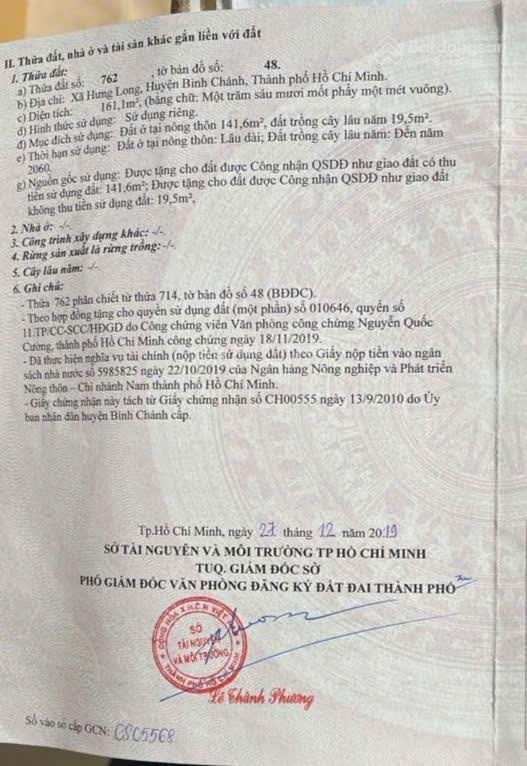 Batdongsan
II. Thửa đất, nhà ở và tài sản khác gắn liền với đất
1. Thửa đất:
a) Thửa đất số: 762 , tờ bản đồ số: 48.
b) Địa chỉ: Xã Hưng Long, Huyện Bình Chánh, Thành phố Hồ Chí Minh.
c) Diện tích: 161,1m², (bằng chữ: Một trăm sáu mươi mốt phẩy một mét vuông).
d) Hình thức sử dụng: Sử dụng riêng.
đ) Mục đích sử dụng: Đất ở tại nông thôn 141,6m², đất trồng cây lâu năm 19,5m².
e) Thời hạn sử dụng: Đất ở tại nông thôn: Lâu dài; Đất trồng cây lâu năm: Đến năm
2060.
g) Nguồn gốc sử dụng: Được tặng cho đất được Công nhận QSDĐ như giao đất có thu
tiền sử dụng đất: 141,6m²; Được tặng cho đất được Công nhận QSDĐ như giao đất
không thu tiền sử dụng đất: 19,5m²,
2. Nhà ở: -/-
3. Công trình xây dựng khác: -/-.
4. Rừng sản xuất là rừng trồng: -/-.
5. Cây lâu năm: -/-
6. Ghi chú:
- Thửa 762 phân chiết từ thửa 714, tờ bản đồ số 48 (BĐDC).
- Theo hợp đồng tặng cho quyền sử dụng đất (một phần) số 010646, quyển số
11.TP/CC-SCC/HĐGD do Công chứng viên Văn phòng công chứng Nguyễn Quốc
Cường, thành phố Hồ Chí Minh công chứng ngày 18/11/2019.
- Đã thực hiện nghĩa vụ tài chính (nộp tiền sử dụng đất) theo Giấy nộp tiền vào ngân
sách nhà nước số 5985825 ngày 22/10/2019 của Ngân hàng Nông nghiệp và Phát triển
Nông thôn – Chi nhánh Nam thành phố Hồ Chí Minh.
- Giấy chứng nhận này tách từ Giấy chứng nhận số CH00555 ngày 13/9/2010 do Ủy
ban nhân dân huyện Bình Chánh cấp.
Tp.Hồ Chí Minh, ngày 27 tháng 12 năm 2019
SỞ TÀI NGUYÊN VÀ MÔI TRƯỜNG TP HỒ CHÍ MINH
TUQ. GIÁM ĐỐC SỞ
PHÓ GIÁM ĐỐC VĂN PHÒNG ĐĂNG KÝ ĐẤT ĐAI THÀNH PHỐ
CỘNG HÒA X.H.C.N VIỆT NAM
SỞ
TÀI NGUYÊN
VÀ MÔI TRƯỜNG
THÀNH PHỐ HỒ CHÍ MINH
Lê Thành Phương
Số vào sổ cấp GCN: CS05568